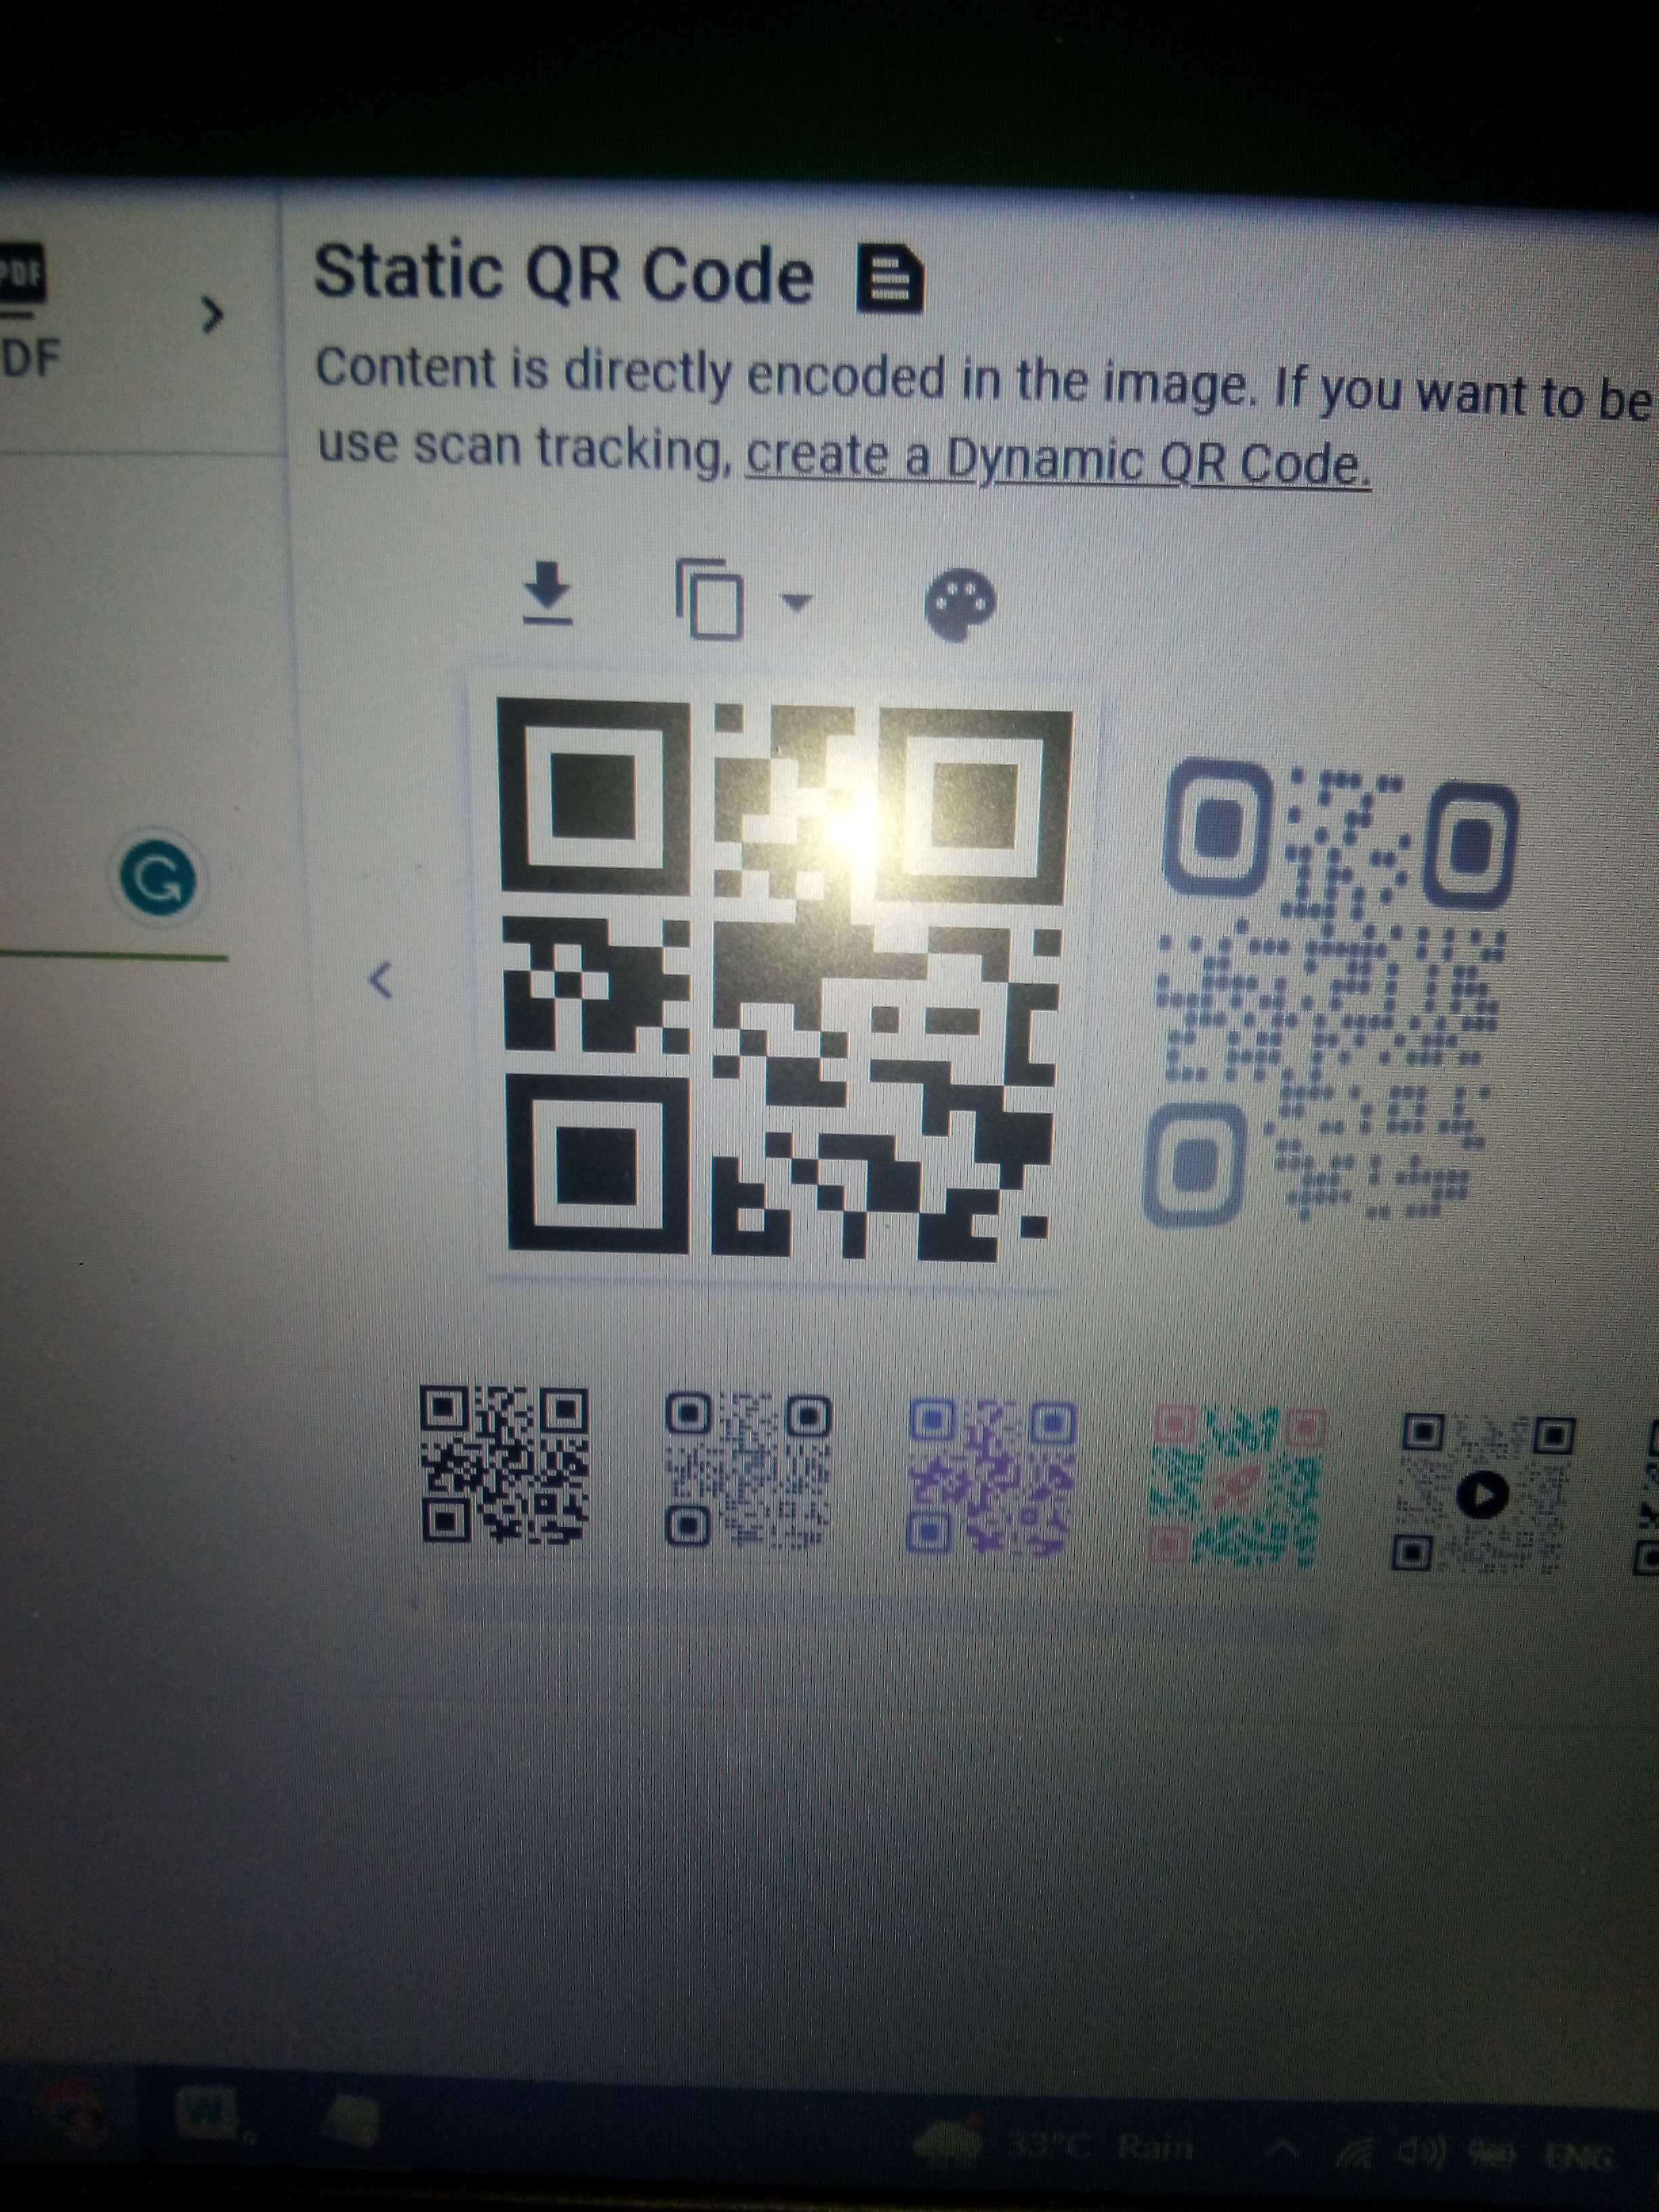 PDF
DF
Static QR Code
Content is directly encoded in the image. If you want to be
use scan tracking, create a Dynamic QR Code.
33°C Rain
ENG